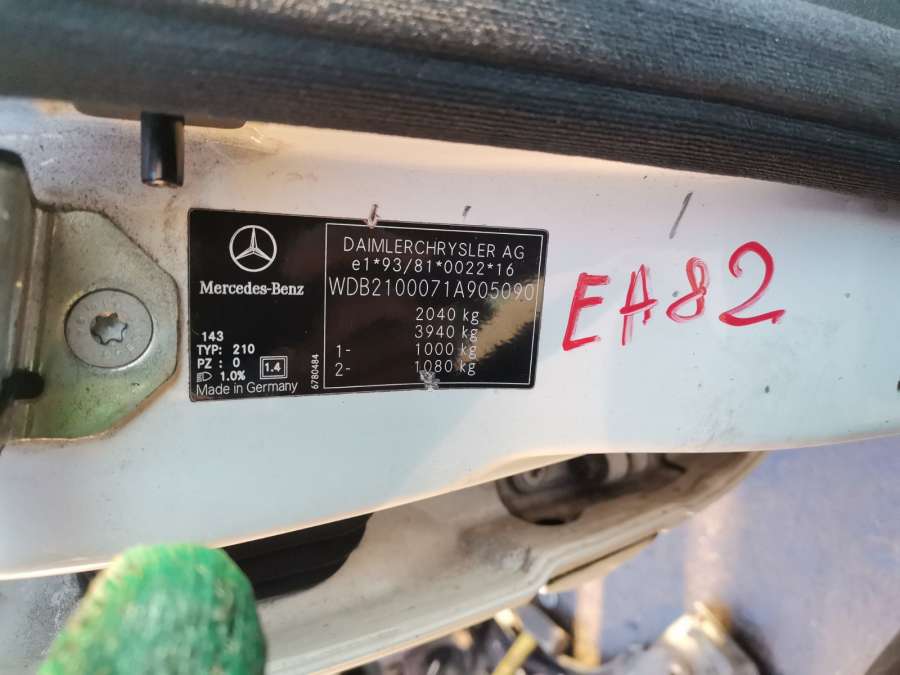 Mercedes-Benz
143
TYP: 210
PZ : 0
1.0%
1.4
Made in Germany
6780484
DAIMLERCHRYSLER AG
e1*93/81*0022*16
WDB2100071A905090
2040 kg
3940 kg
1- 1000 kg
2- 1080 kg
EA82